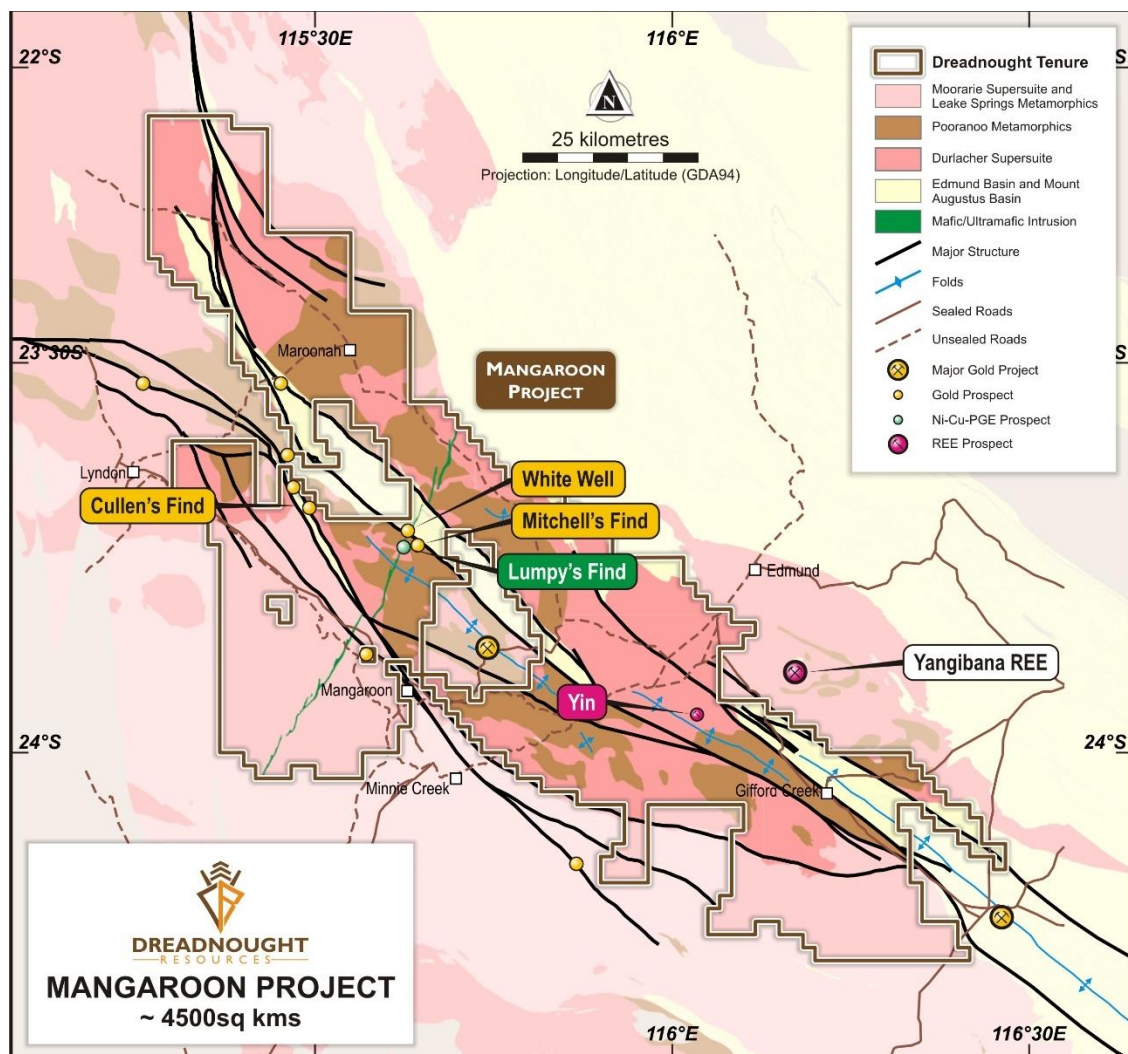 115°30'E
116°E
22°S
N
25 kilometres
Projection: Longitude/Latitude (GDA94)
Dreadnought Tenure
Moorarie Supersuite and
Leake Springs Metamorphics
Pooranoo Metamorphics
Durlacher Supersuite
Edmund Basin and Mount
Augustus Basin
Mafic/Ultramafic Intrusion
Major Structure
Folds
Sealed Roads
Unsealed Roads
Major Gold Project
Gold Prospect
Ni-Cu-PGE Prospect
REE Prospect
23°30'S
Maroonah
MANGAROON
PROJECT
Lyndon
Cullen's Find
White Well
Mitchell's Find
Lumpy's Find
Edmund
Yangibana REE
Mangaroon
Yin
24°S
24°S
Minnie Creek
Gifford Creek
DREADNOUGHT
RESOURCES
MANGAROON PROJECT
~ 4500sq kms
116°E
116°30'E